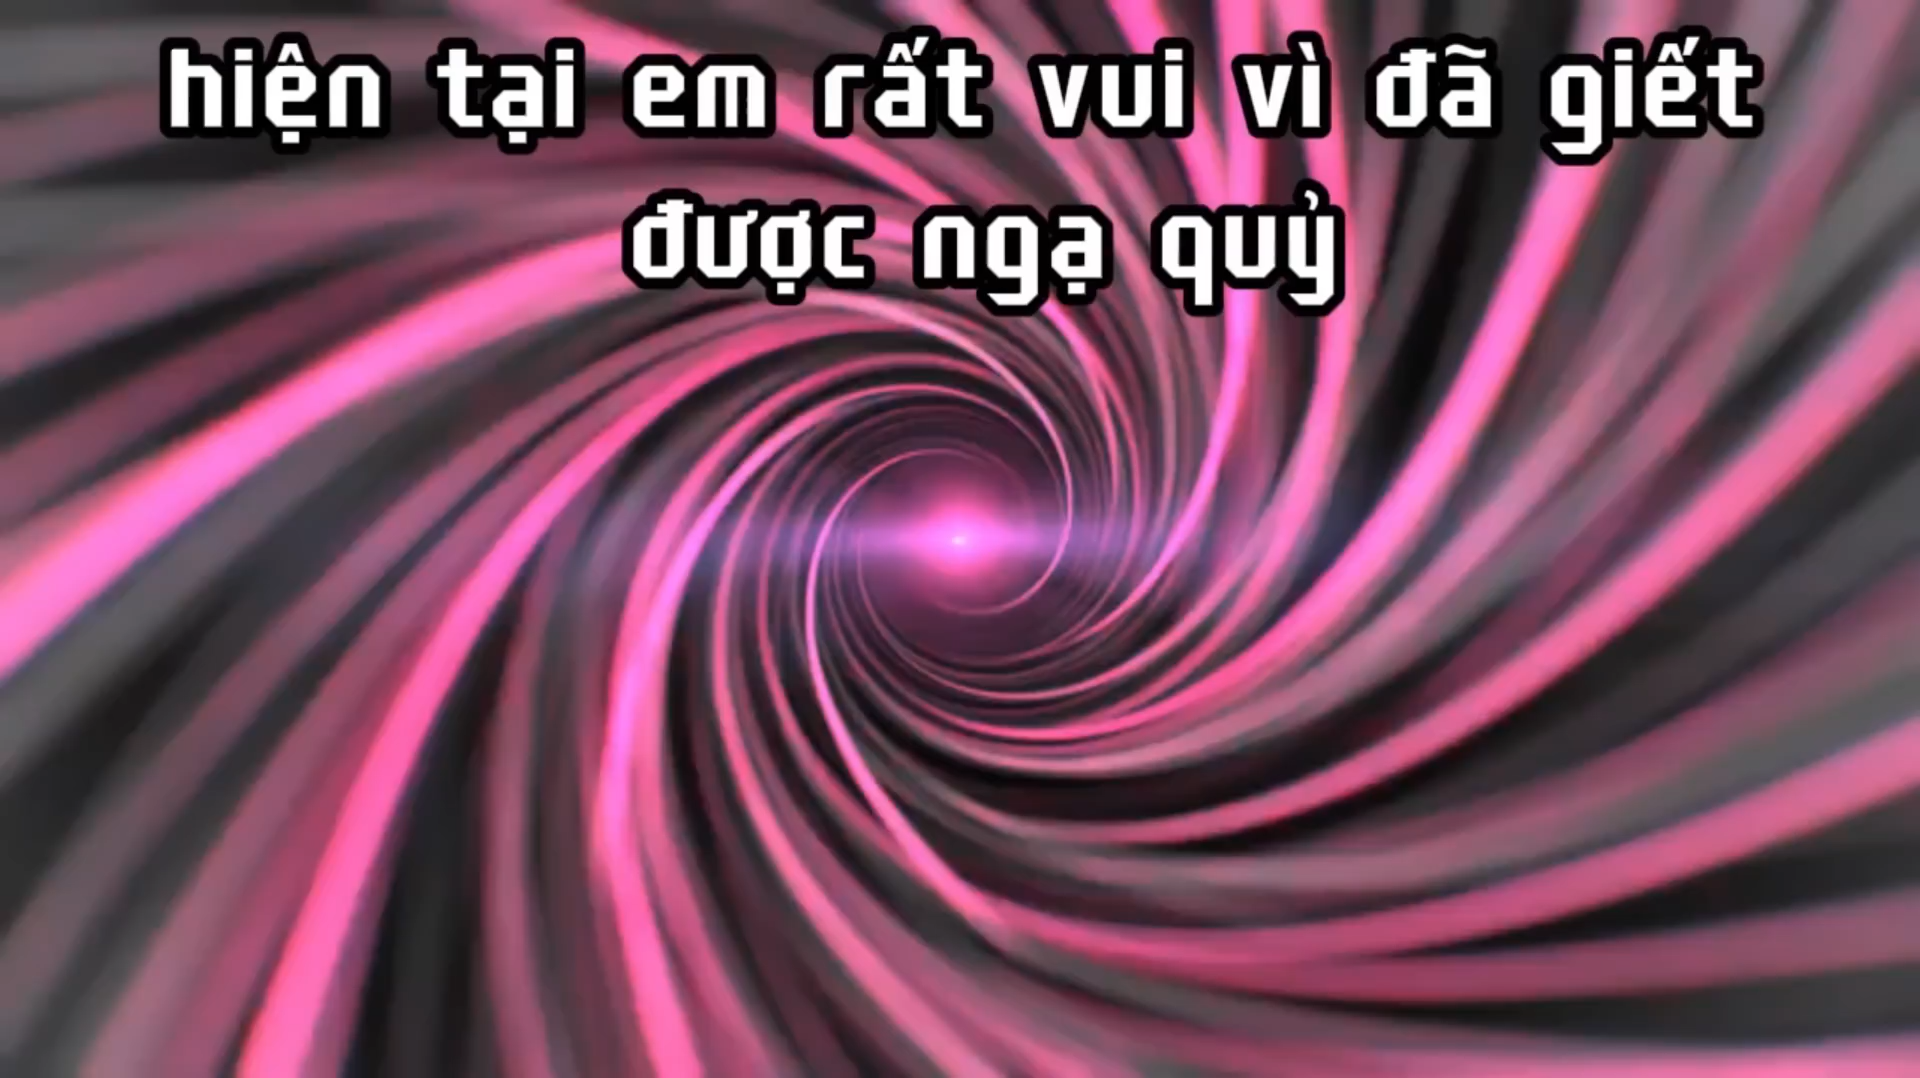 hiện tại em rất vui vì đã giết
được ngạ quỷ